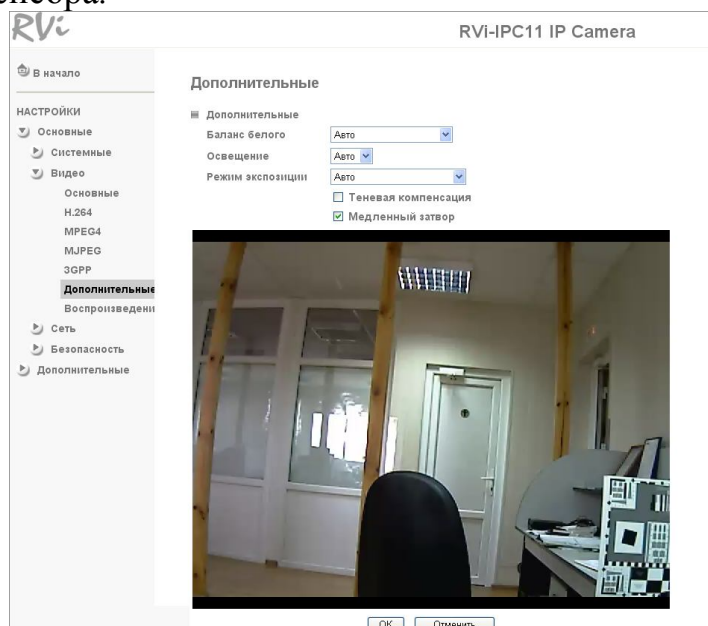 RVi
RVi-IPC11 IP Camera
В начало
НАСТРОЙКИ
Основные
Системные
Видео
Основные
H.264
MPEG4
MJPEG
3GPP
Дополнительные
Воспроизведени
Сеть
Безопасность
Дополнительные
Дополнительные
Дополнительные
Баланс белого Авто
Освещение Авто
Режим экспозиции Авто
Теневая компенсация
Медленный затвор
OK Отменить